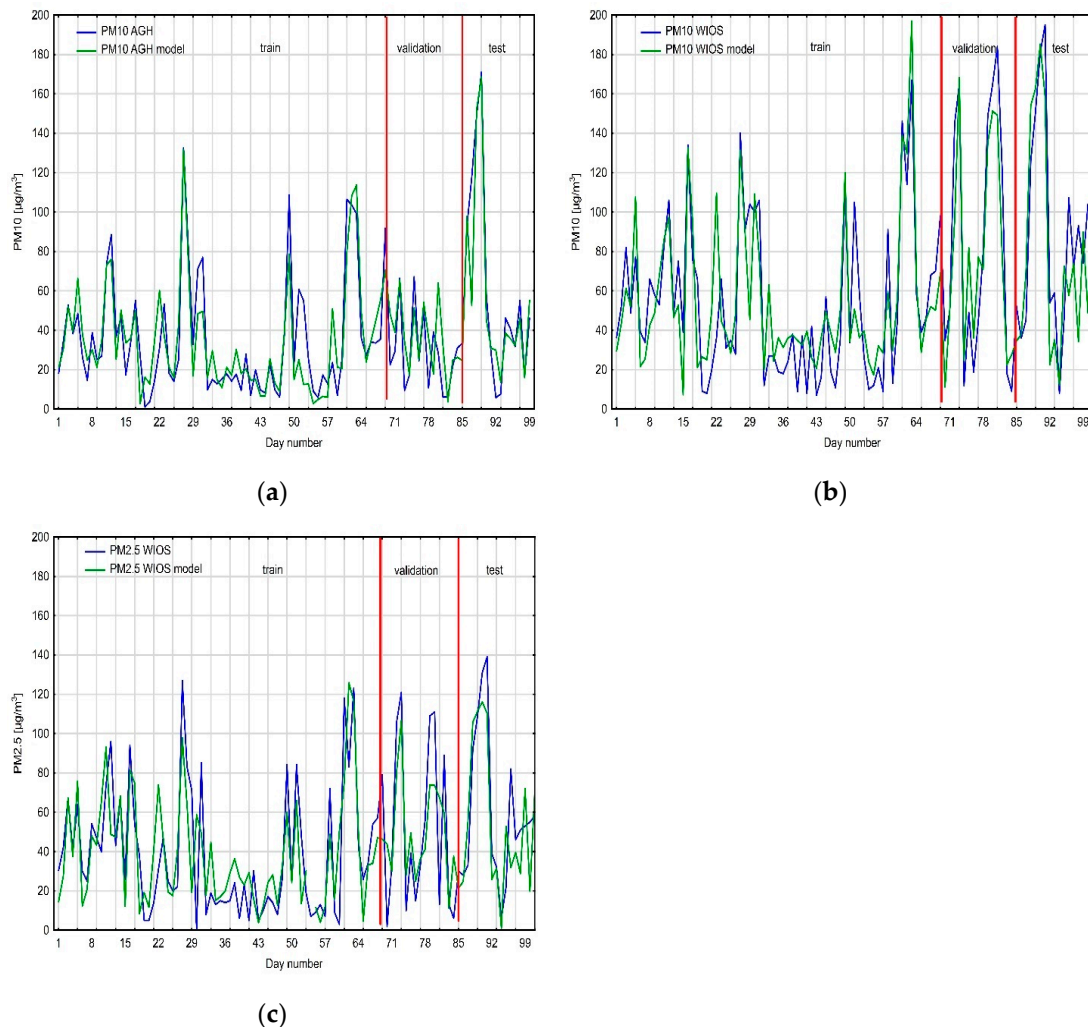 PM10 AGH
PM10 AGH model
train validation test
PM10 [µg/m³]
200
180
160
140
120
100
80
60
40
20
0
1 8 15 22 29 36 43 50 57 64 71 78 85 92 99
Day number
(a)
PM10 WIOS
PM10 WIOS model
train validation test
PM10 [µg/m³]
200
180
160
140
120
100
80
60
40
20
0
1 8 15 22 29 36 43 50 57 64 71 78 85 92 99
Day number
(b)
PM2.5 WIOS
PM2.5 WIOS model
train validation test
PM2.5 [µg/m³]
200
180
160
140
120
100
80
60
40
20
0
1 8 15 22 29 36 43 50 57 64 71 78 85 92 99
Day number
(c)